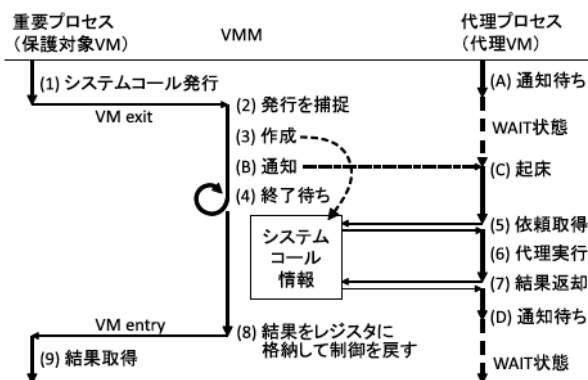 重要プロセス
（保護対象VM）
VMM
代理プロセス
（代理VM）
(1) システムコール発行
(A) 通知待ち
VM exit
(2) 発行を捕捉
WAIT状態
(3) 作成
(B) 通知
(C) 起床
(4) 終了待ち
システム
コール
情報
(5) 依頼取得
(6) 代理実行
(7) 結果返却
VM entry
(8) 結果をレジスタに
格納して制御を戻す
(D) 通知待ち
(9) 結果取得
WAIT状態